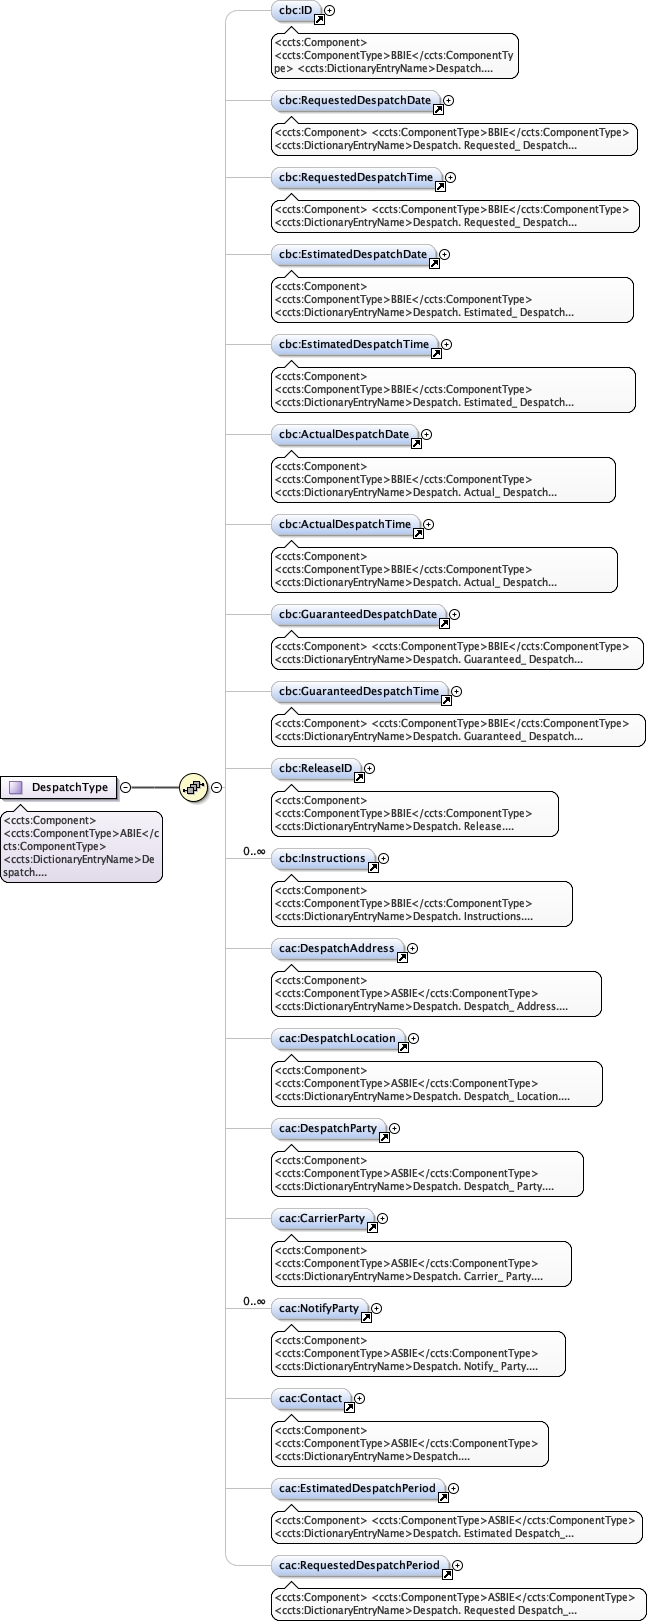 cbc:ID
<ccts:Component>
<ccts:ComponentType>BBIE</ccts:ComponentTy
pe> <ccts:DictionaryEntryName>Despatch....
cbc:RequestedDespatchDate
<ccts:Component> <ccts:ComponentType>BBIE</ccts:ComponentType>
<ccts:DictionaryEntryName>Despatch. Requested_ Despatch...
cbc:RequestedDespatchTime
<ccts:Component> <ccts:ComponentType>BBIE</ccts:ComponentType>
<ccts:DictionaryEntryName>Despatch. Requested_ Despatch...
cbc:EstimatedDespatchDate
<ccts:Component>
<ccts:ComponentType>BBIE</ccts:ComponentType>
<ccts:DictionaryEntryName>Despatch. Estimated_ Despatch...
cbc:EstimatedDespatchTime
<ccts:Component>
<ccts:ComponentType>BBIE</ccts:ComponentType>
<ccts:DictionaryEntryName>Despatch. Estimated_ Despatch...
cbc:ActualDespatchDate
<ccts:Component>
<ccts:ComponentType>BBIE</ccts:ComponentType>
<ccts:DictionaryEntryName>Despatch. Actual_ Despatch...
cbc:ActualDespatchTime
<ccts:Component>
<ccts:ComponentType>BBIE</ccts:ComponentType>
<ccts:DictionaryEntryName>Despatch. Actual_ Despatch...
cbc:GuaranteedDespatchDate
<ccts:Component> <ccts:ComponentType>BBIE</ccts:ComponentType>
<ccts:DictionaryEntryName>Despatch. Guaranteed_ Despatch...
cbc:GuaranteedDespatchTime
<ccts:Component> <ccts:ComponentType>BBIE</ccts:ComponentType>
<ccts:DictionaryEntryName>Despatch. Guaranteed_ Despatch...
cbc:ReleaseID
<ccts:Component>
<ccts:ComponentType>BBIE</ccts:ComponentType>
<ccts:DictionaryEntryName>Despatch. Release....
DespatchType
<ccts:Component>
<ccts:ComponentType>ABIE</c
cts:ComponentType>
<ccts:DictionaryEntryName>De
spatch....
0..∞
cbc:Instructions
<ccts:Component>
<ccts:ComponentType>BBIE</ccts:ComponentType>
<ccts:DictionaryEntryName>Despatch. Instructions....
cac:DespatchAddress
<ccts:Component>
<ccts:ComponentType>ASBIE</ccts:ComponentType>
<ccts:DictionaryEntryName>Despatch. Despatch_ Address....
cac:DespatchLocation
<ccts:Component>
<ccts:ComponentType>ASBIE</ccts:ComponentType>
<ccts:DictionaryEntryName>Despatch. Despatch_ Location....
cac:DespatchParty
<ccts:Component>
<ccts:ComponentType>ASBIE</ccts:ComponentType>
<ccts:DictionaryEntryName>Despatch. Despatch_ Party....
cac:CarrierParty
<ccts:Component>
<ccts:ComponentType>ASBIE</ccts:ComponentType>
<ccts:DictionaryEntryName>Despatch. Carrier_ Party....
0..∞
cac:NotifyParty
<ccts:Component>
<ccts:ComponentType>ASBIE</ccts:ComponentType>
<ccts:DictionaryEntryName>Despatch. Notify_ Party....
cac:Contact
<ccts:Component>
<ccts:ComponentType>ASBIE</ccts:ComponentType>
<ccts:DictionaryEntryName>Despatch....
cac:EstimatedDespatchPeriod
<ccts:Component> <ccts:ComponentType>ASBIE</ccts:ComponentType>
<ccts:DictionaryEntryName>Despatch. Estimated Despatch_...
cac:RequestedDespatchPeriod
<ccts:Component> <ccts:ComponentType>ASBIE</ccts:ComponentType>
<ccts:DictionaryEntryName>Despatch. Requested Despatch_...